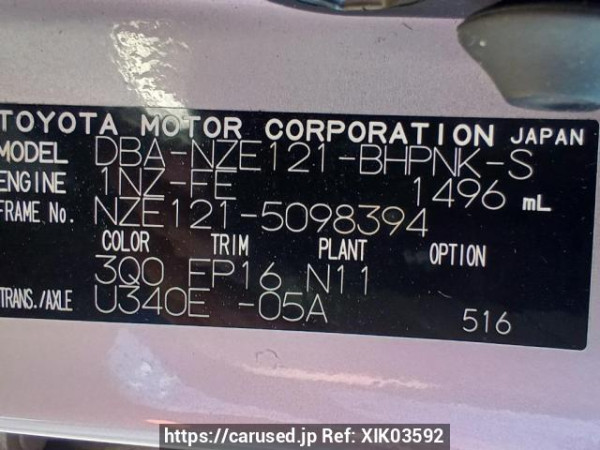 TOYOTA MOTOR CORPORATION JAPAN
MODEL DBA-NZE121-BHPNK-S
ENGINE 1NZ-FE 1496 mL
FRAME No. NZE121-5098394
COLOR TRIM PLANT OPTION
3Q0 FP16 N11
TRANS./AXLE U340E -05A
516
https://carused.jp Ref: XIK03592